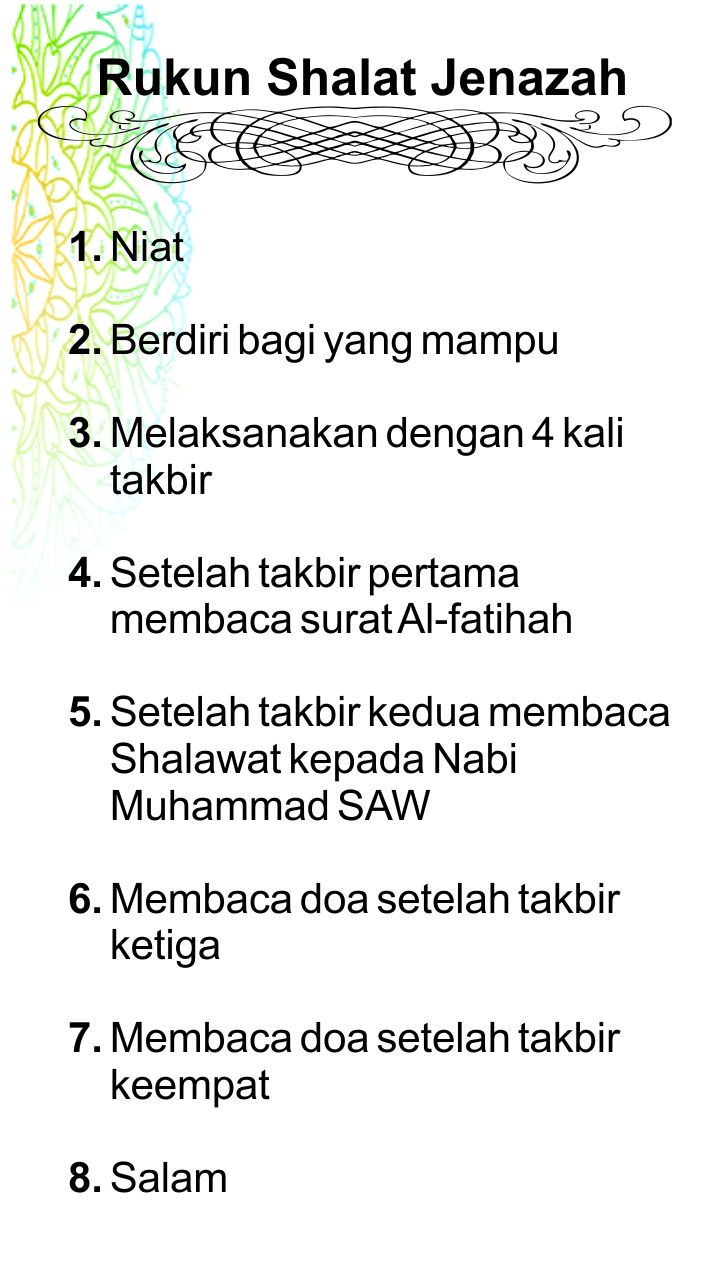 Rukun Shalat Jenazah
1. Niat
2. Berdiri bagi yang mampu
3. Melaksanakan dengan 4 kali
takbir
4. Setelah takbir pertama
membaca surat Al-fatihah
5. Setelah takbir kedua membaca
Shalawat kepada Nabi
Muhammad SAW
6. Membaca doa setelah takbir
ketiga
7. Membaca doa setelah takbir
keempat
8. Salam